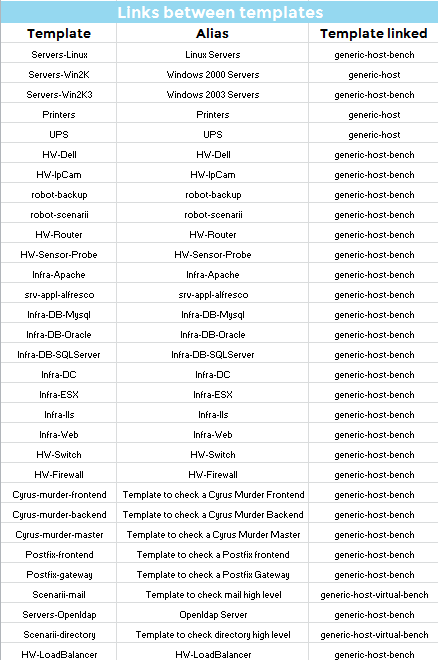 Links between templates
Template Alias Template linked
Servers-Linux Linux Servers generic-host-bench
Servers-Win2K Windows 2000 Servers generic-host
Servers-Win2K3 Windows 2003 Servers generic-host-bench
Printers Printers generic-host
UPS UPS generic-host
HW-Dell HW-Dell generic-host-bench
HW-IpCam HW-IpCam generic-host-bench
robot-backup robot-backup generic-host-bench
robot-scenarii robot-scenarii generic-host-bench
HW-Router HW-Router generic-host-bench
HW-Sensor-Probe HW-Sensor-Probe generic-host-bench
Infra-Apache Infra-Apache generic-host-bench
srv-appl-alfresco srv-appl-alfresco generic-host-bench
Infra-DB-Mysql Infra-DB-Mysql generic-host-bench
Infra-DB-Oracle Infra-DB-Oracle generic-host-bench
Infra-DB-SQLServer Infra-DB-SQLServer generic-host-bench
Infra-DC Infra-DC generic-host-bench
Infra-ESX Infra-ESX generic-host-bench
Infra-IIs Infra-IIs generic-host-bench
Infra-Web Infra-Web generic-host-bench
HW-Switch HW-Switch generic-host-bench
HW-Firewall HW-Firewall generic-host-bench
Cyrus-murder-frontend Template to check a Cyrus Murder Frontend generic-host-bench
Cyrus-murder-backend Template to check a Cyrus Murder Backend generic-host-bench
Cyrus-murder-master Template to check a Cyrus Murder Master generic-host-bench
Postfix-frontend Template to check a Postfix frontend generic-host-bench
Postfix-gateway Template to check a Postfix Gateway generic-host-bench
Scenarii-mail Template to check mail high level generic-host-virtual-bench
Servers-Openldap Openldap Server generic-host-bench
Scenarii-directory Template to check directory high level generic-host-virtual-bench
HW-LoadBalancer HW-LoadBalancer generic-host-bench